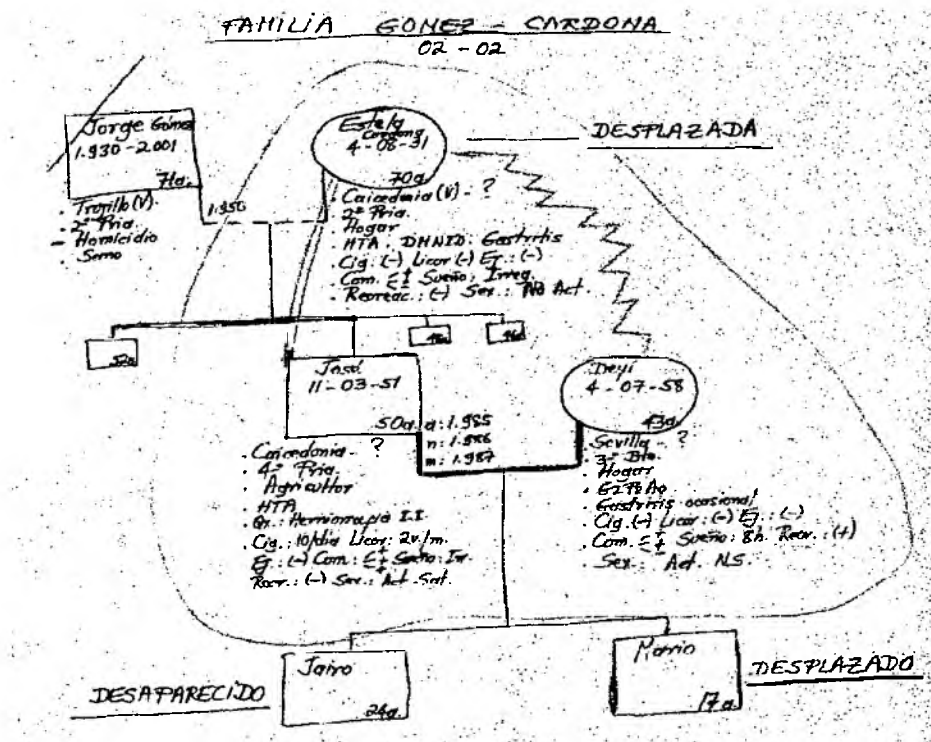 FAMILIA GOMEZ - CARDONA
02 - 02
Jorge Gómez
1.930-2.001
71a.
. Trujillo (V).
. 2º Pria.
- Homicidio
. Seno
1.950
Estela
Cardona
4-08-31
70a
DESPLAZADA
. Caicedonia (V) - ?
. 2º Pria.
. Hogar
. HTA. DMNID: Gastritis
. Cig. (-) Licor (-) Ej.: (-)
. Com. Sueño: Irreg.
. Recreac.: (-) Sex.: No Act.
52a
48a
46a
José
11-03-51
50a.
?
a: 1.985
n: 1.986
m: 1.987
. Caicedonia -
. 4º Pria.
. Agricultor
. HTA
. Qx.: Herniorrafia I.I.
. Cig.: 10/día Licor: 2v./m.
Ej.: (-) Com.: Sueño: Irr.
Recr.: (-) Sex.: Act. Sat.
Deyi
4-07-58
43a
. Sevilla - ?
. 3º Bto.
. Hogar
. G2P2A0
. Gastritis ocasional
. Cig. (-) Licor: (-) Ej.: (-)
. Com. Sueño: 8h. Recr.: (+)
. Sex.: Act. N.S.
Jairo
24a.
DESAPARECIDO
Mario
17a.
DESPLAZADO